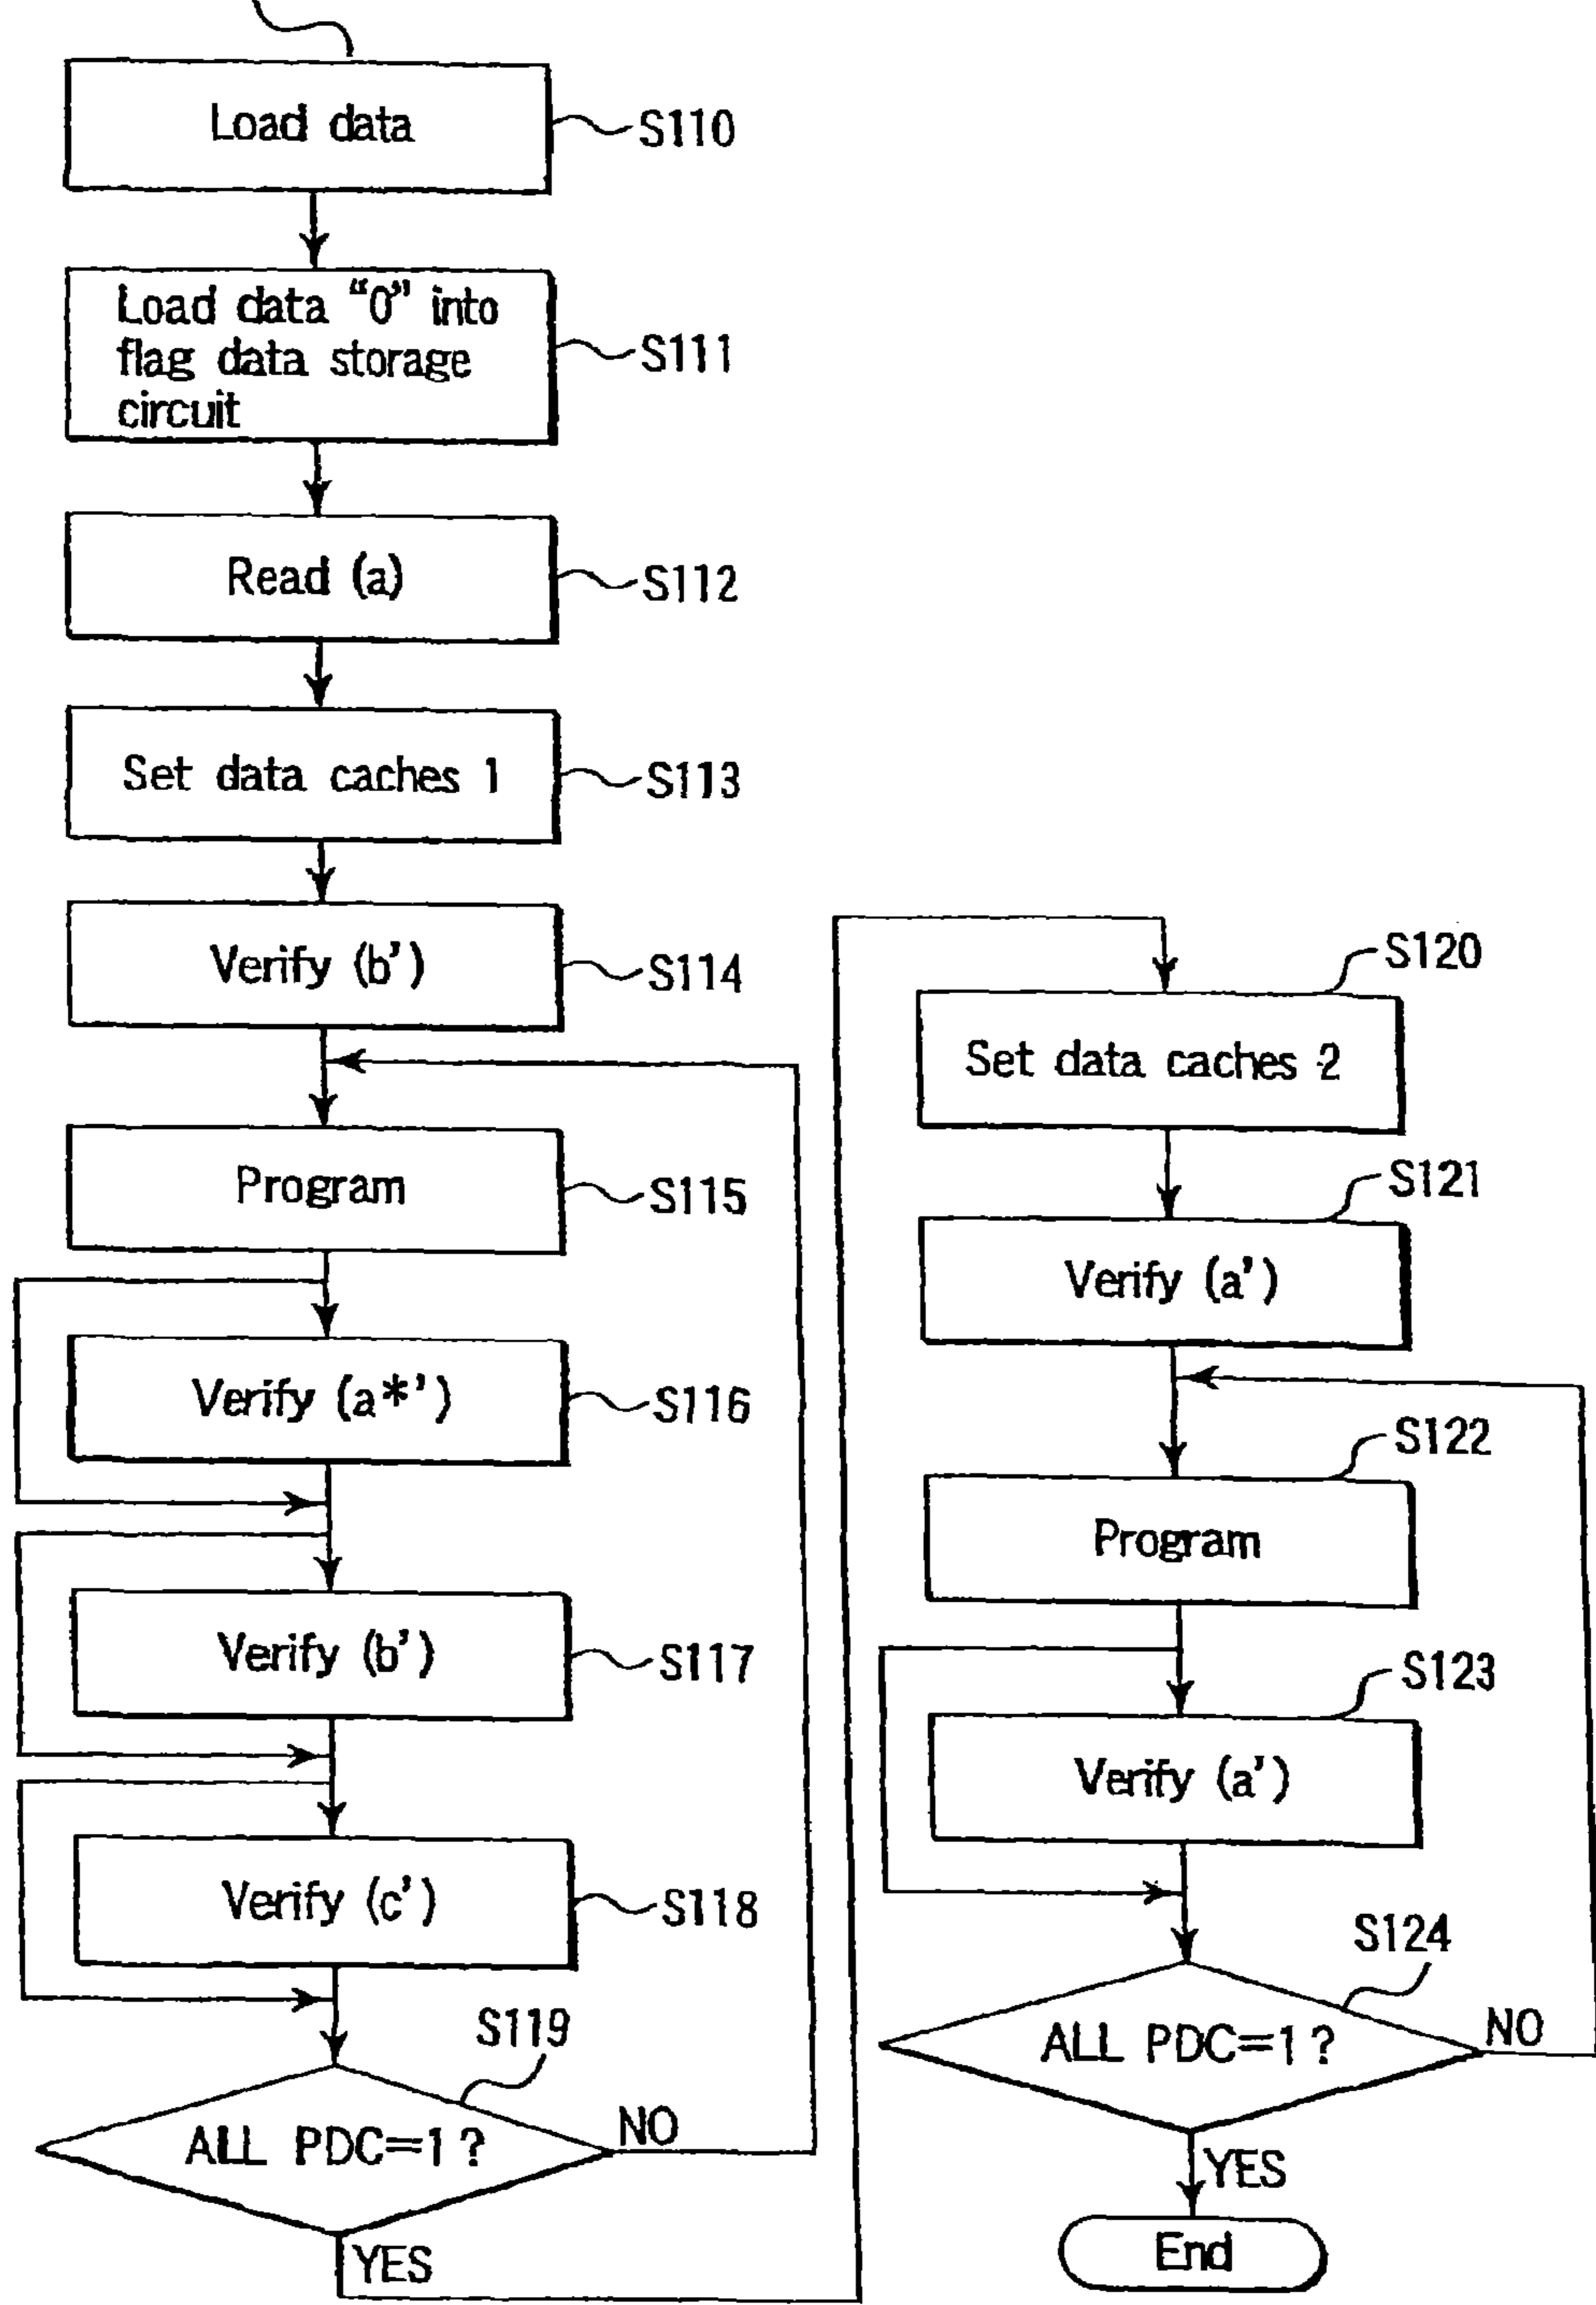 Load data
S110
Load data "0" into
flag data storage
circuit
S111
Read (a)
S112
Set data caches 1
S113
Verify (b')
S114
Program
S115
Verify (a*')
S116
Verify (b')
S117
Verify (c')
S118
S119
ALL PDC=1?
NO
YES
S120
Set data caches 2
S121
Verify (a')
S122
Program
S123
Verify (a')
S124
ALL PDC=1?
NO
YES
End